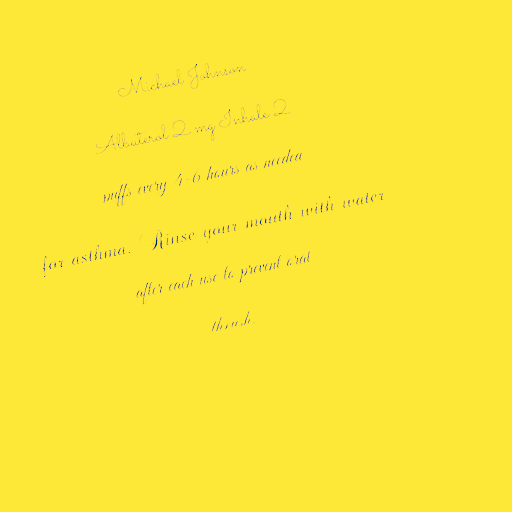 Michael Johnson
Albuterol 2 mg Inhale 2
puffs every 4-6 hours as needed
for asthma. Rinse your mouth with water
after each use to prevent oral
thrush.